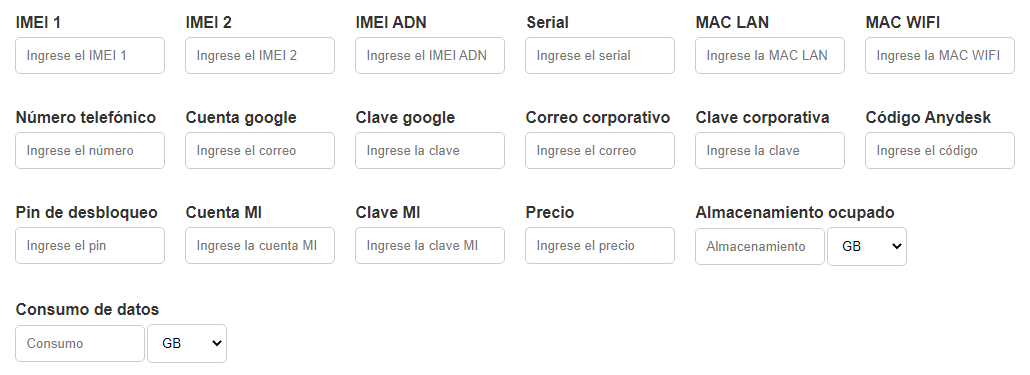 IMEI 1 IMEI 2 IMEI ADN Serial MAC LAN MAC WIFI
Ingrese el IMEI 1 Ingrese el IMEI 2 Ingrese el IMEI ADN Ingrese el serial Ingrese la MAC LAN Ingrese la MAC WIFI
Número telefónico Cuenta google Clave google Correo corporativo Clave corporativa Código Anydesk
Ingrese el número Ingrese el correo Ingrese la clave Ingrese el correo Ingrese la clave Ingrese el código
Pin de desbloqueo Cuenta MI Clave MI Precio Almacenamiento ocupado
Ingrese el pin Ingrese la cuenta MI Ingrese la clave MI Ingrese el precio Almacenamiento GB
Consumo de datos
Consumo GB